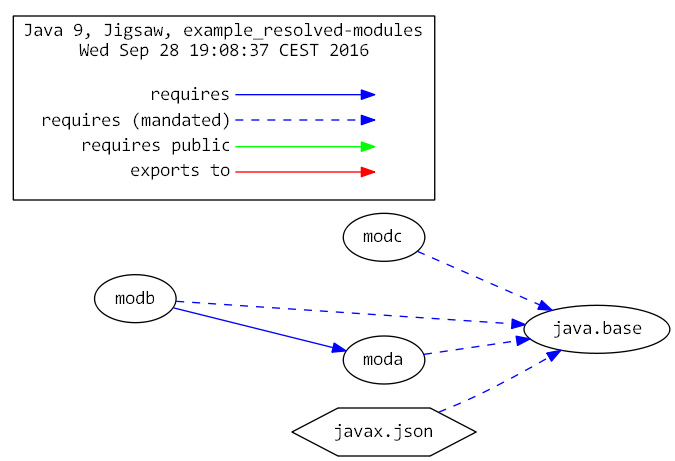 Java 9, Jigsaw, example_resolved-modules
Wed Sep 28 19:08:37 CEST 2016
requires
requires (mandated)
requires public
exports to
modc
modb
java.base
moda
javax.json